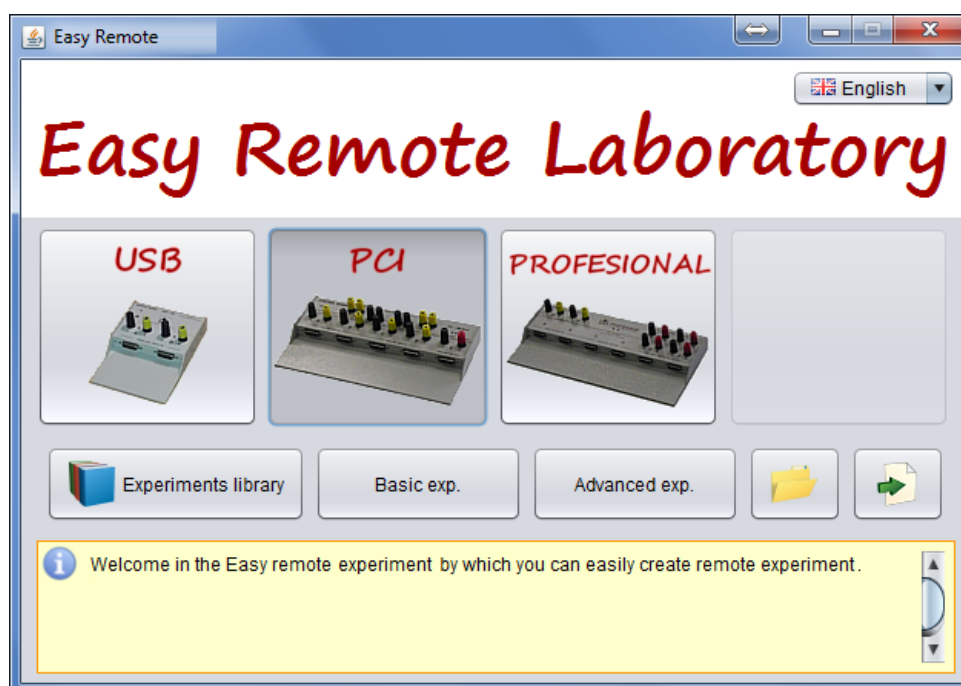 Easy Remote
English
Easy Remote Laboratory
USB
PCI
PROFESIONAL
Experiments library
Basic exp.
Advanced exp.
Welcome in the Easy remote experiment by which you can easily create remote experiment.